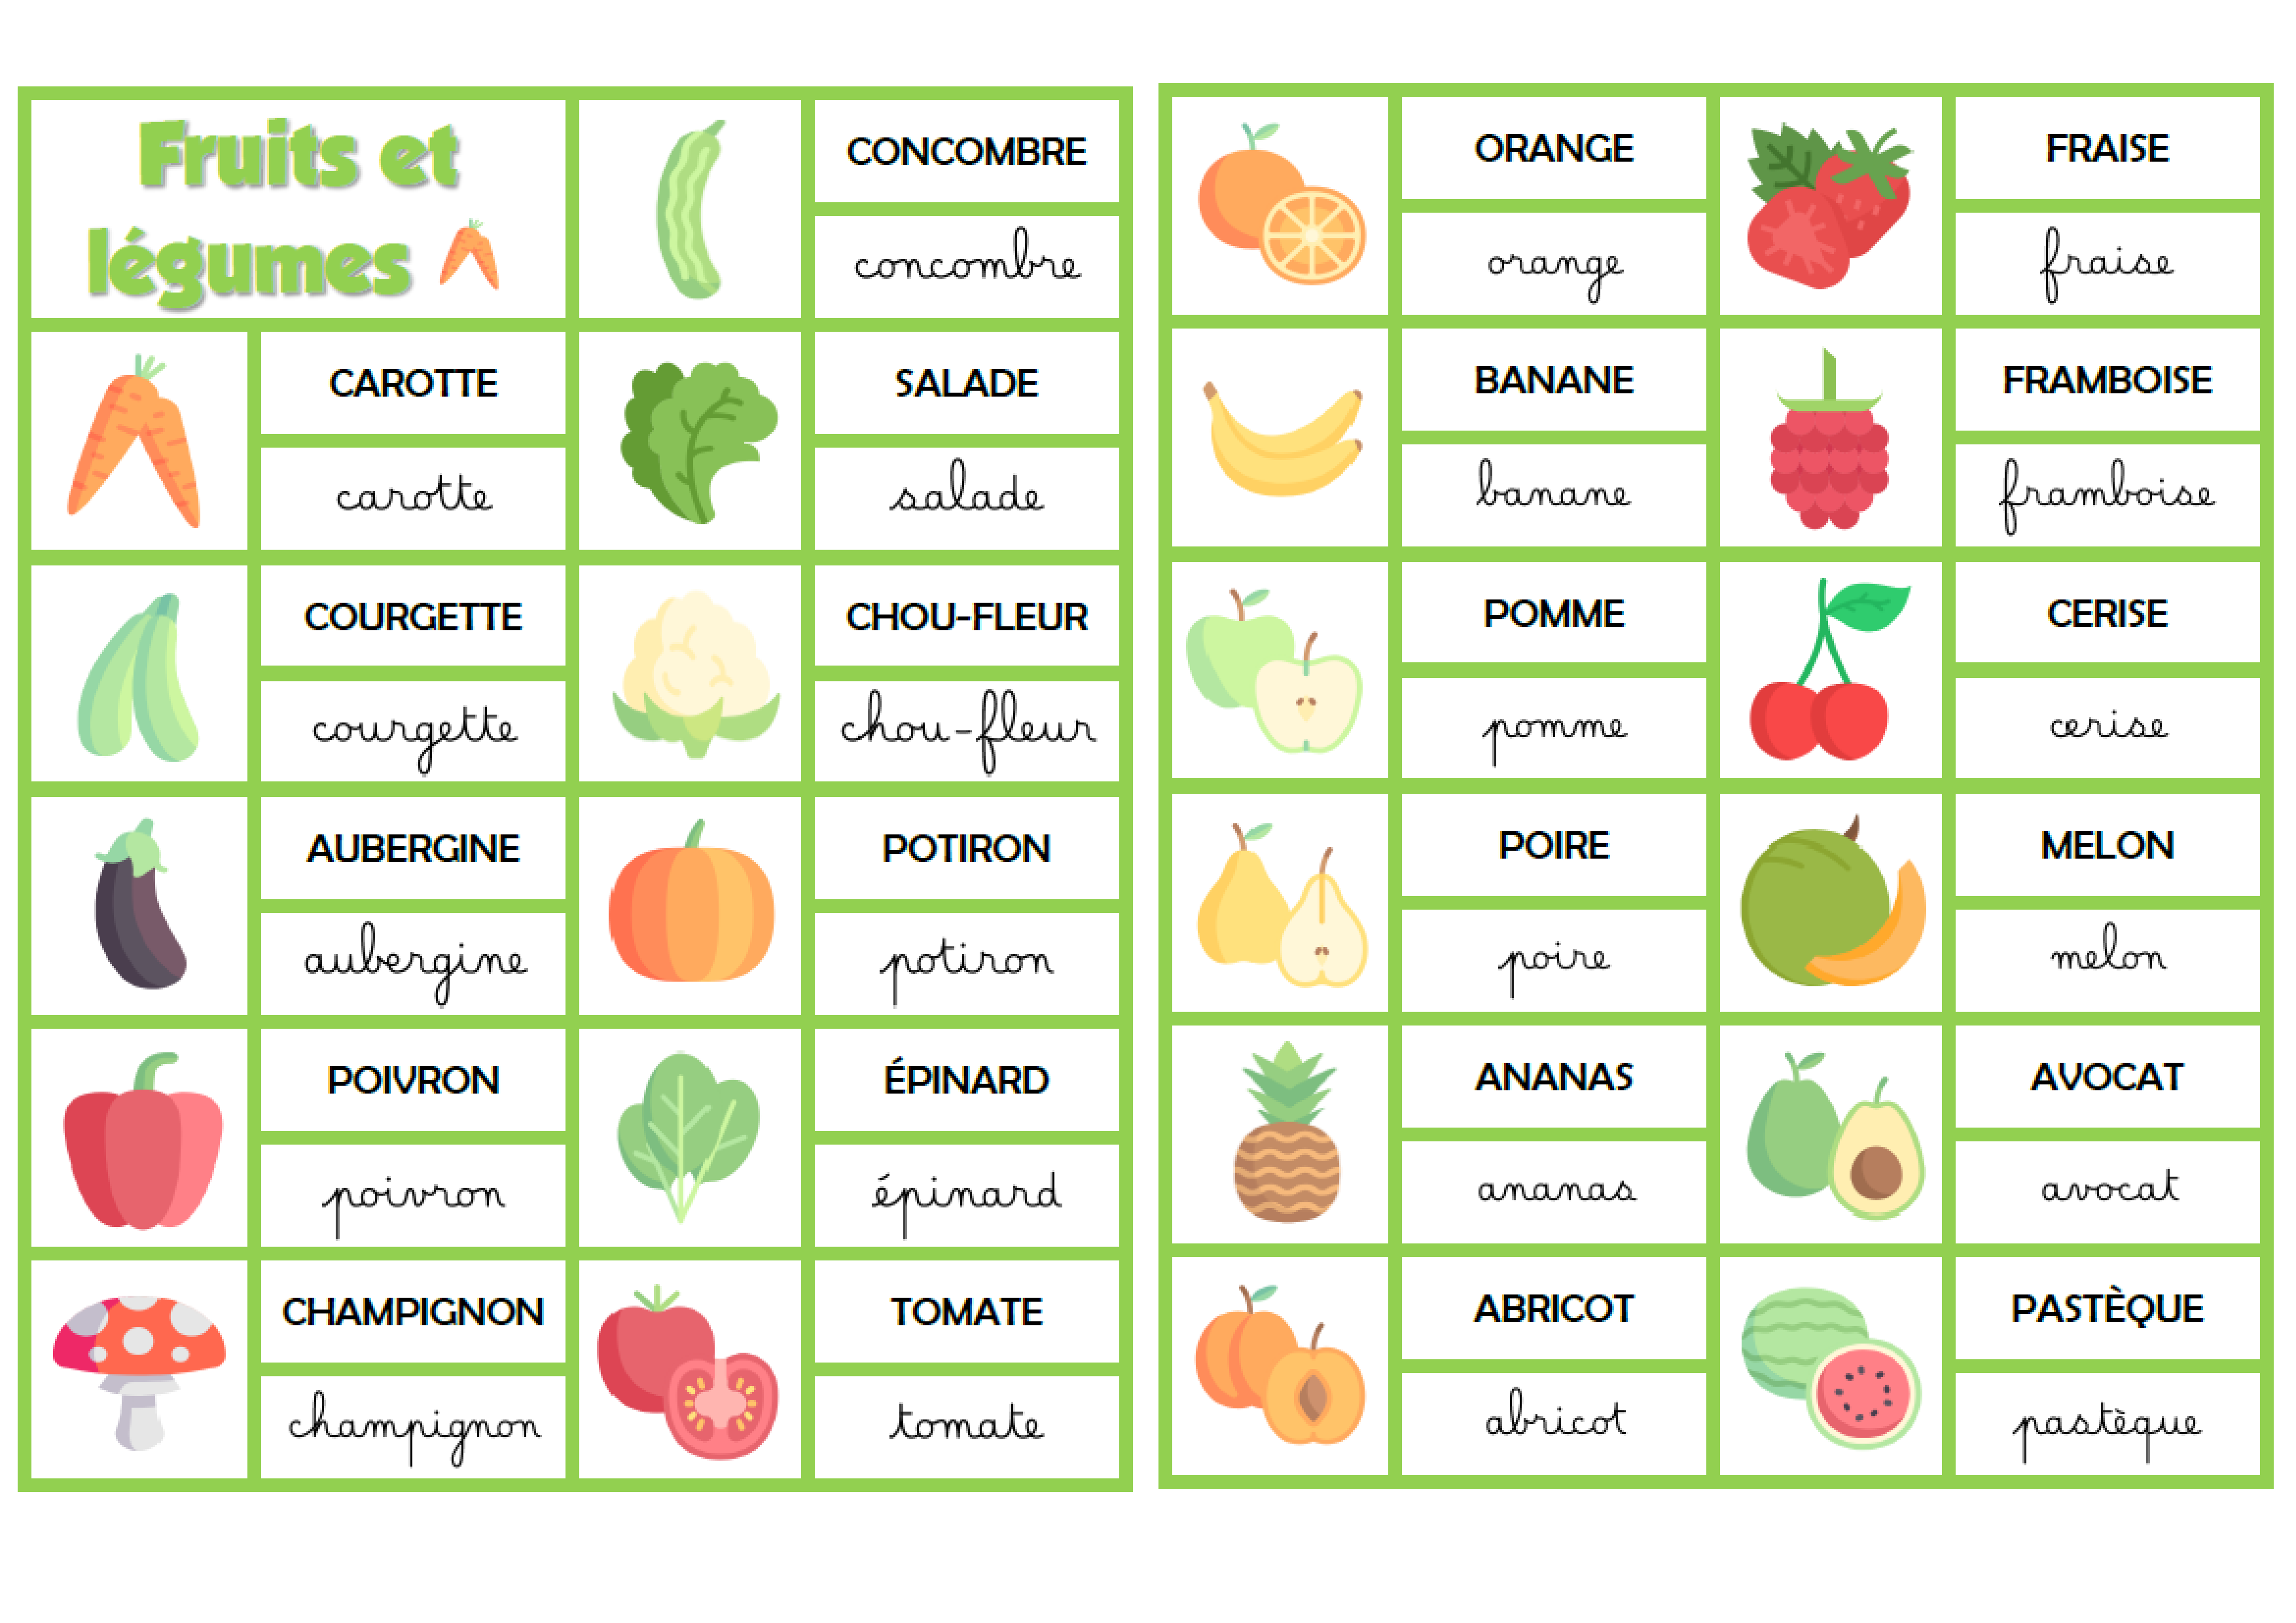 Fruits et
légumes
CONCOMBRE
concombre
CAROTTE
carotte
SALADE
salade
COURGETTE
courgette
CHOU-FLEUR
chou-fleur
AUBERGINE
aubergine
POTIRON
potiron
POIVRON
poivron
ÉPINARD
épinard
CHAMPIGNON
champignon
TOMATE
tomate
ORANGE
orange
FRAISE
fraise
BANANE
banane
FRAMBOISE
framboise
POMME
pomme
CERISE
cerise
POIRE
poire
MELON
melon
ANANAS
ananas
AVOCAT
avocat
ABRICOT
abricot
PASTÈQUE
pastèque